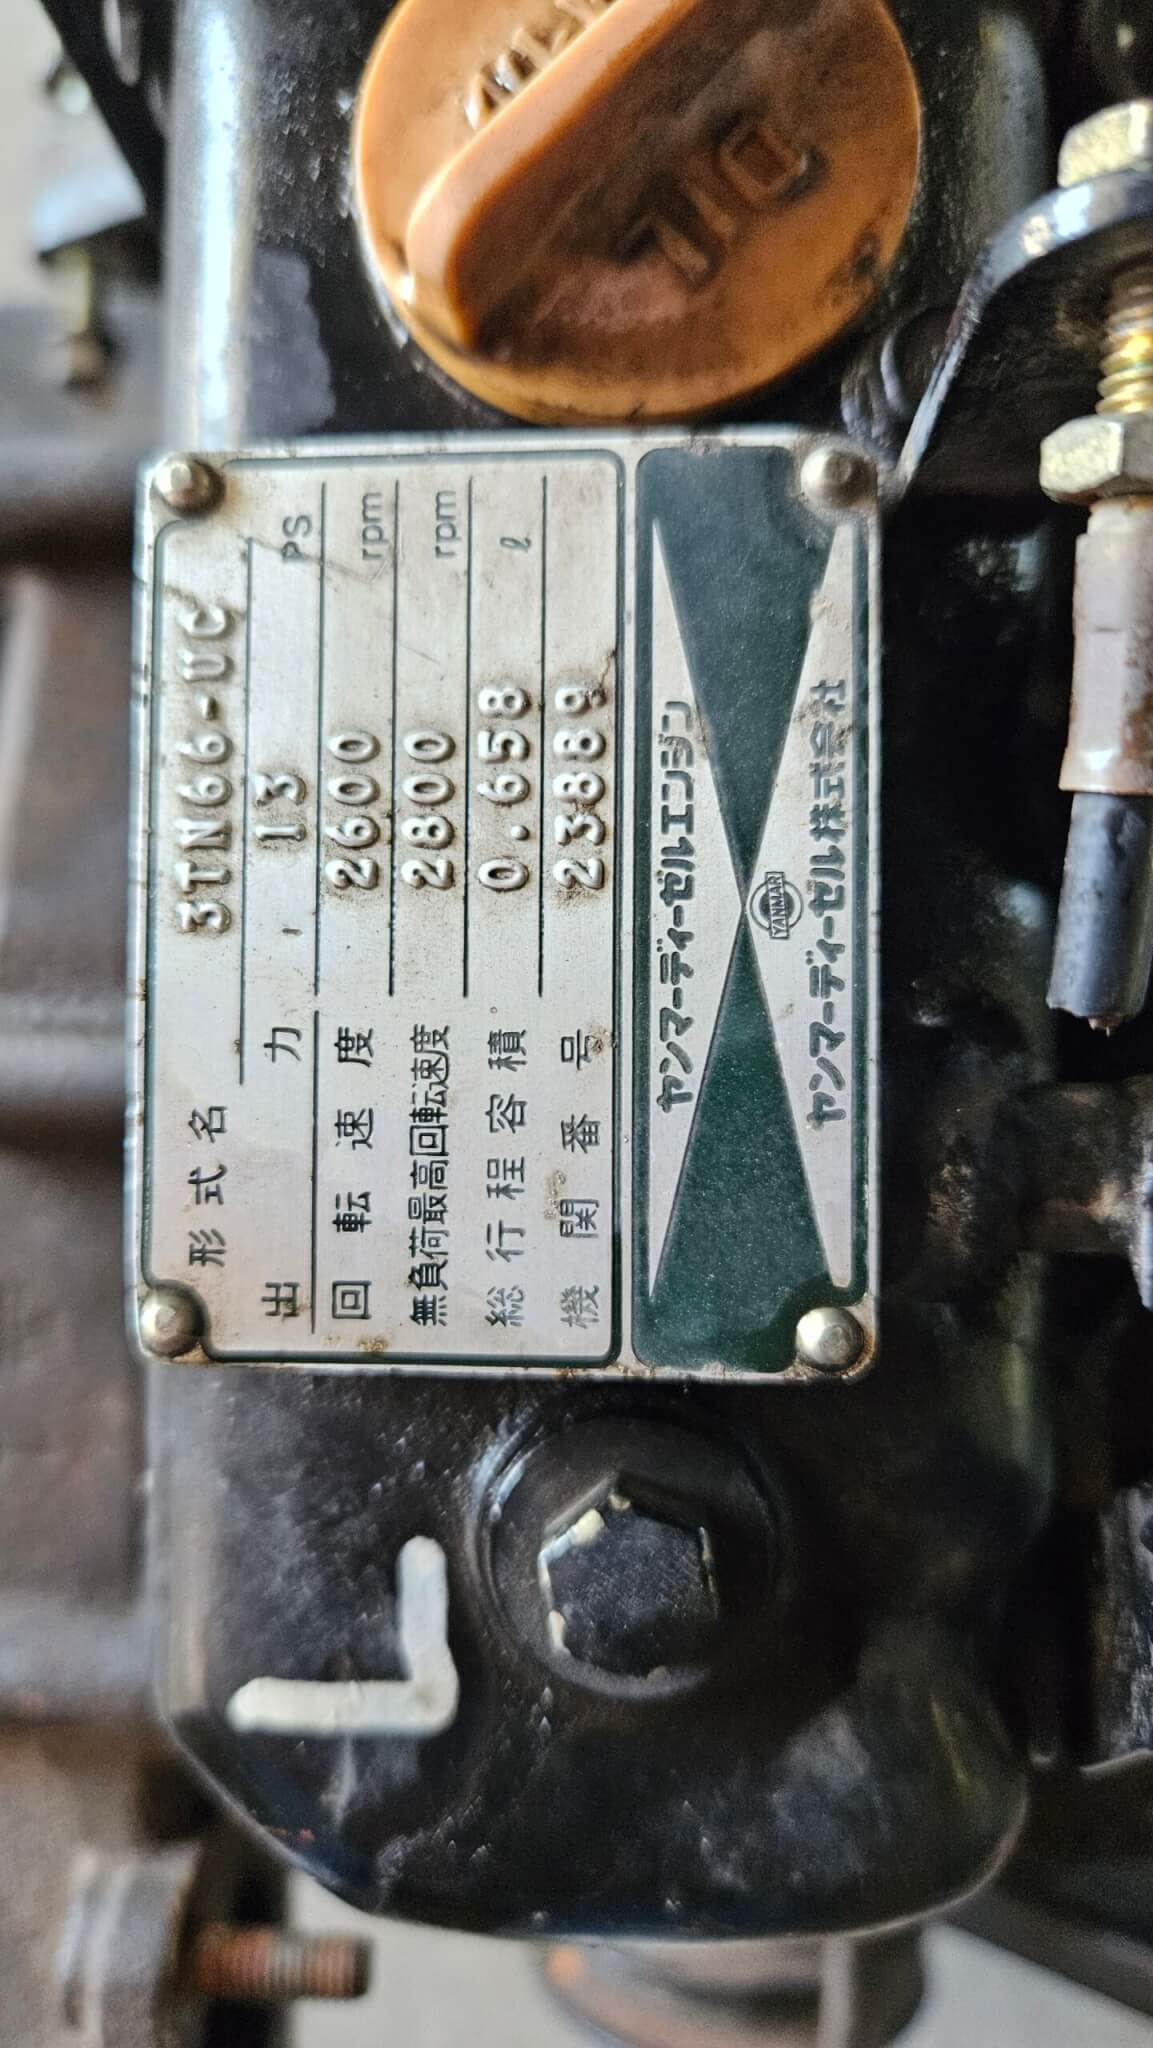 OIL
形式名 3TN66-UC
出力 13 PS
回転速度 2600 rpm
無負荷最高回転速度 2800 rpm
総行程容積 0.658 ℓ
機関番号 23889
ヤンマーディーゼルエンジン
YANMAR
ヤンマーディーゼル株式会社
L